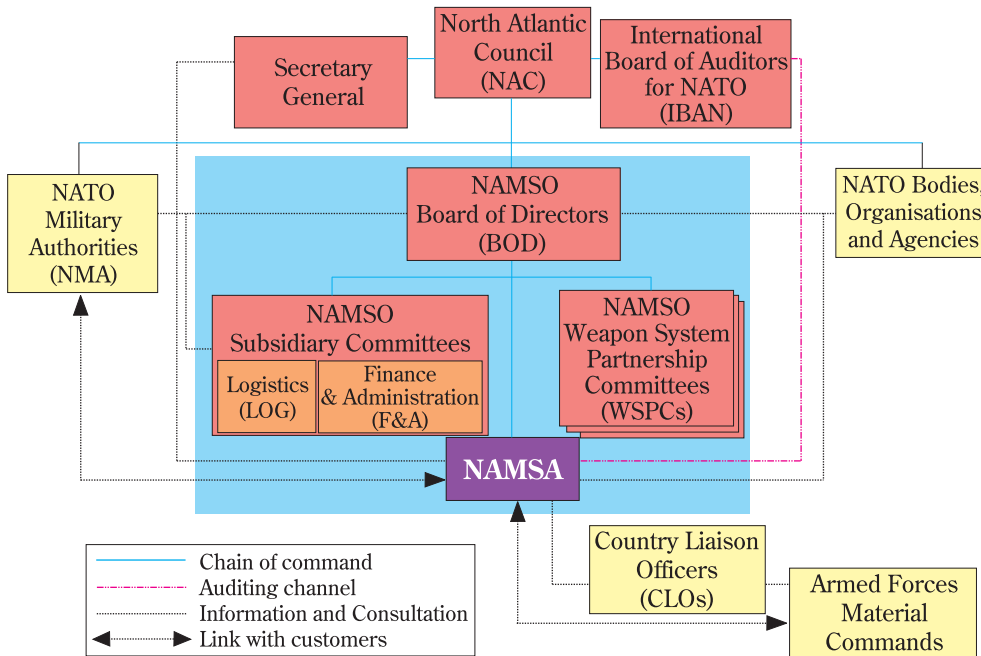 Secretary
General
North Atlantic
Council
(NAC)
International
Board of Auditors
for NATO
(IBAN)
NATO
Military
Authorities
(NMA)
NAMSO
Board of Directors
(BOD)
NATO Bodies,
Organisations
and Agencies
NAMSO
Subsidiary Committees
Logistics
(LOG)
Finance
& Administration
(F&A)
NAMSO
Weapon System
Partnership
Committees
(WSPCs)
NAMSA
Chain of command
Auditing channel
Information and Consultation
Link with customers
Country Liaison
Officers
(CLOs)
Armed Forces
Material
Commands